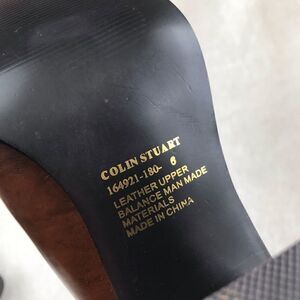 COLIN STUART
164921-180- 6
LEATHER UPPER
BALANCE MAN MADE
MATERIALS
MADE IN CHINA